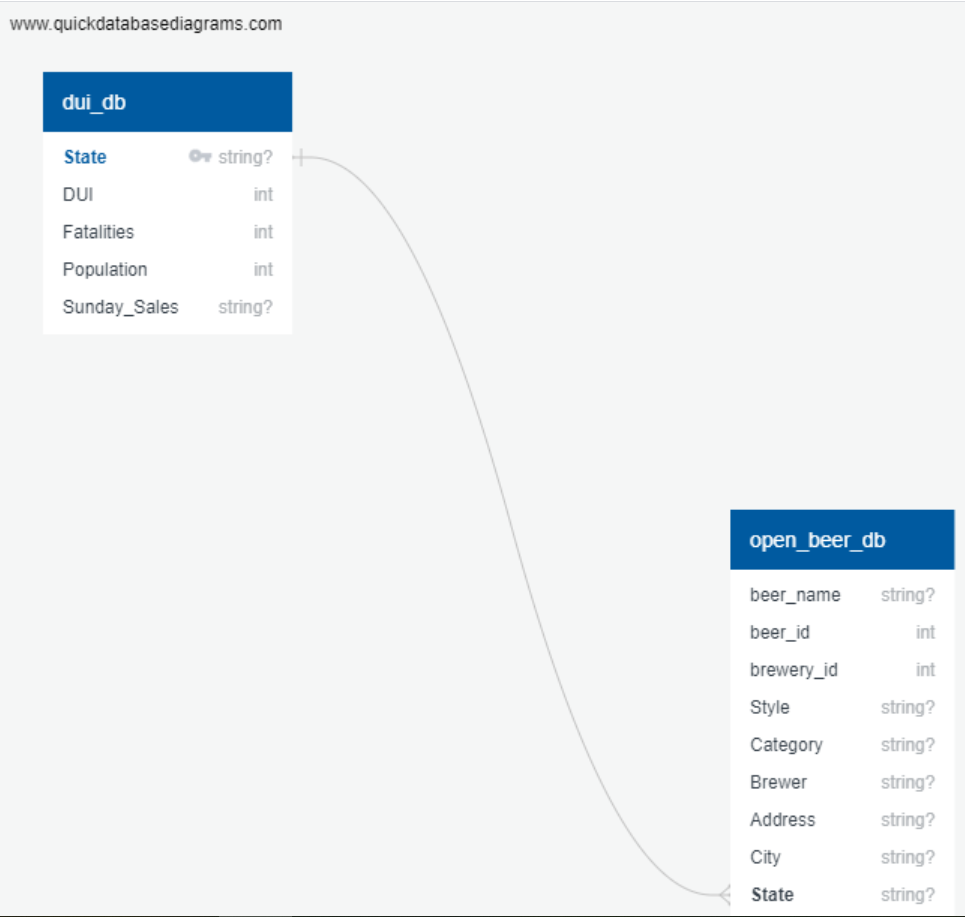 www.quickdatabasediagrams.com
dui_db
State string?
DUI int
Fatalities int
Population int
Sunday_Sales string?
open_beer_db
beer_name string?
beer_id int
brewery_id int
Style string?
Category string?
Brewer string?
Address string?
City string?
State string?